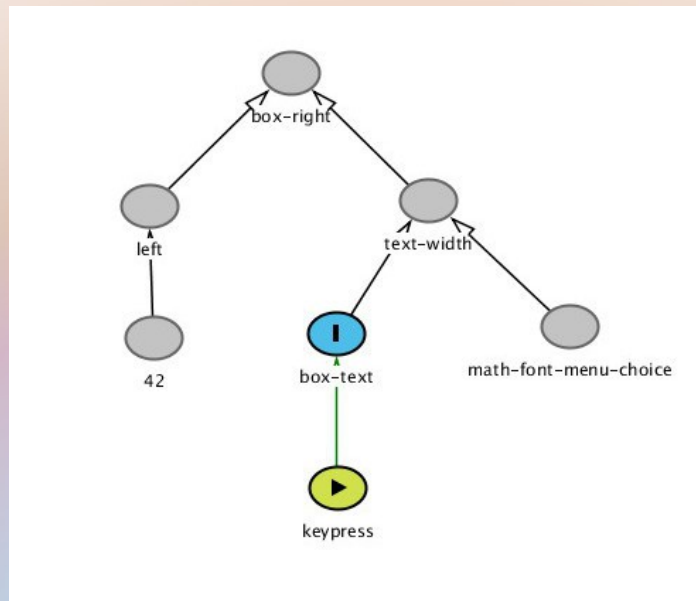 box-right
left
text-width
42
box-text
math-font-menu-choice
keypress